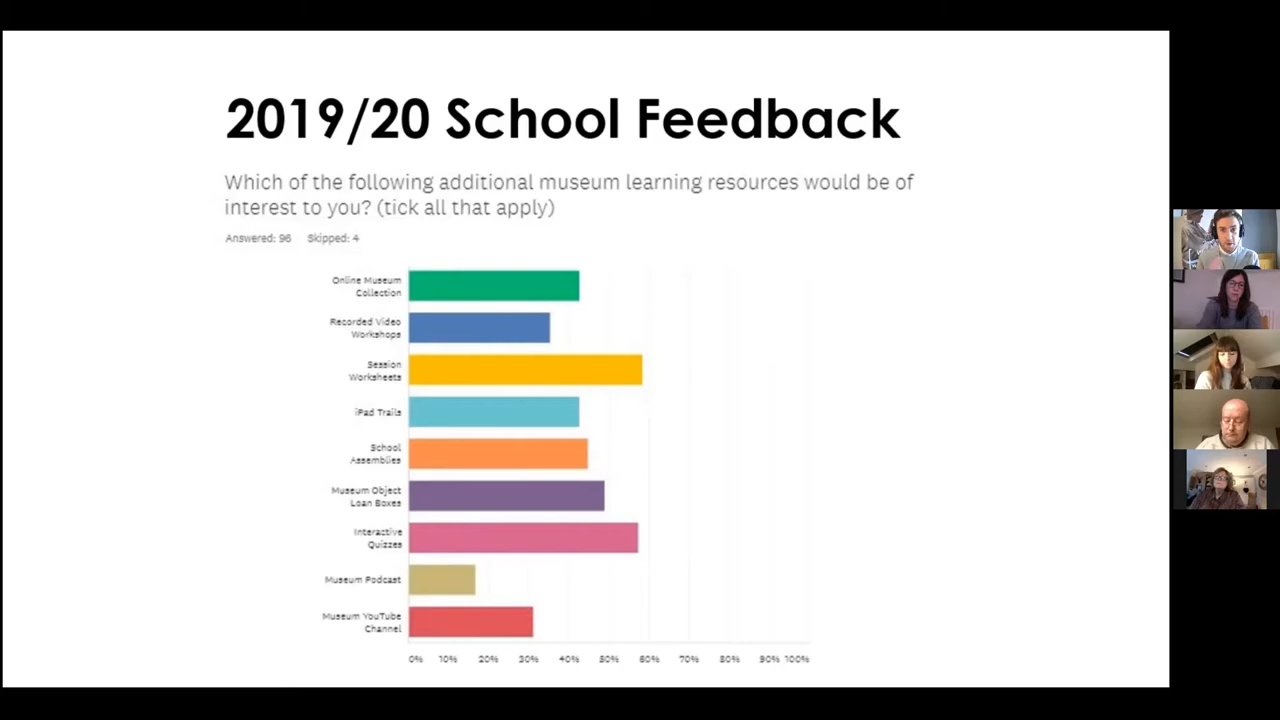 2019/20 School Feedback
Which of the following additional museum learning resources would be of
interest to you? (tick all that apply)
Answered: 96 Skipped: 4
Online Museum
Collection
Recorded Video
Workshops
Session
Worksheets
iPad Trails
School
Assemblies
Museum Object
Loan Boxes
Interactive
Quizzes
Museum Podcast
Museum YouTube
Channel
0% 10% 20% 30% 40% 50% 60% 70% 80% 90% 100%